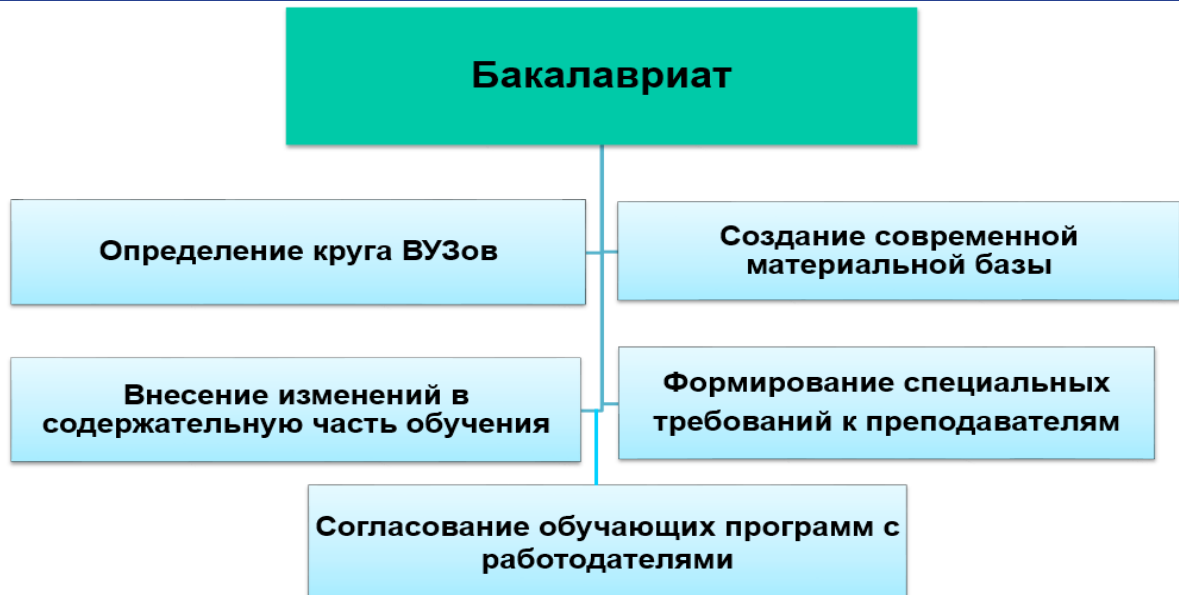 Бакалавриат
Определение круга ВУЗов
Создание современной
материальной базы
Внесение изменений в
содержательную часть обучения
Формирование специальных
требований к преподавателям
Согласование обучающих программ с
работодателями